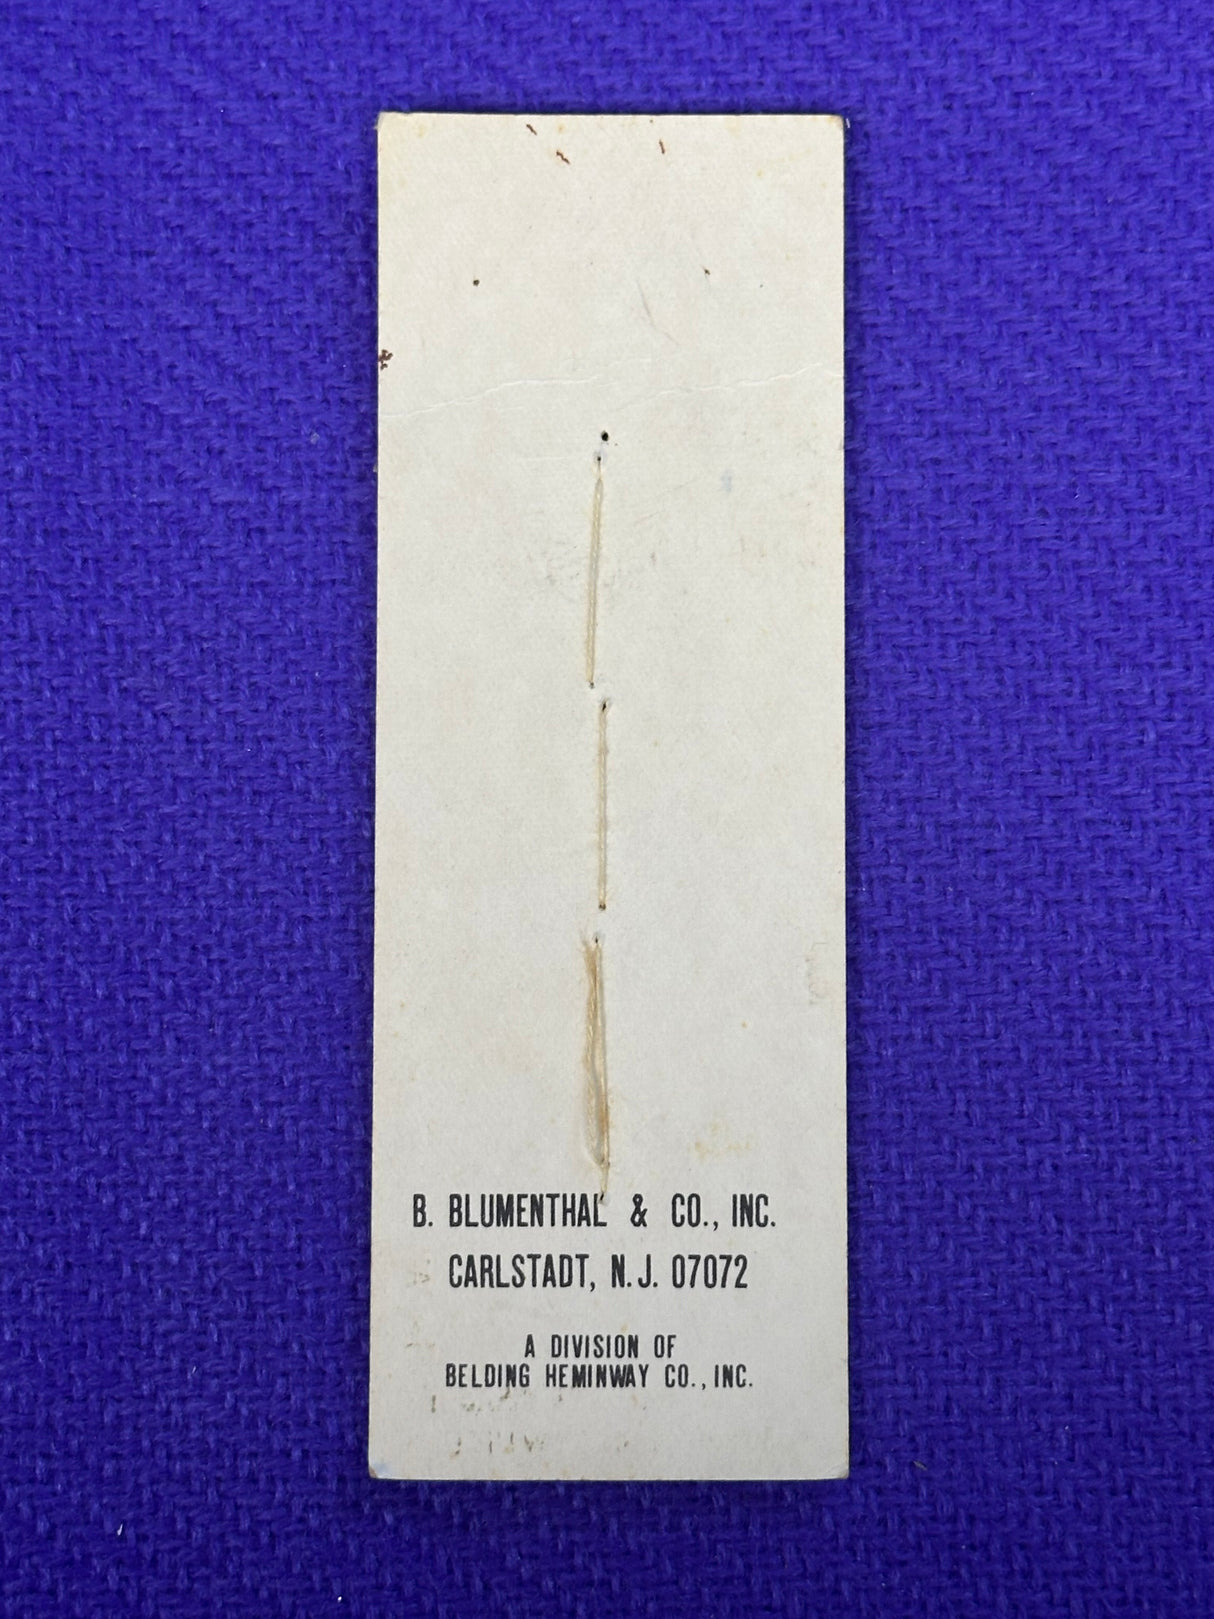 B. BLUMENTHAL & CO., INC.
CARLSTADT, N.J. 07072
A DIVISION OF
BELDING HEMINWAY CO., INC.